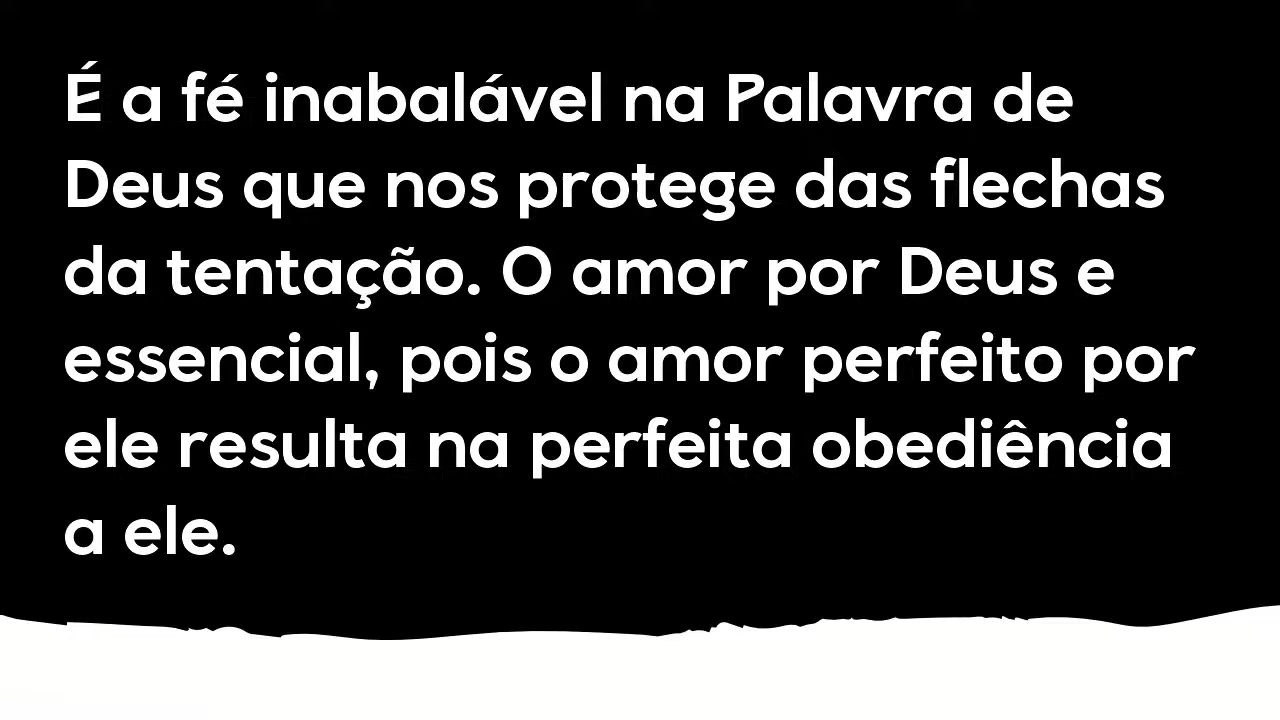 É a fé inabalável na Palavra de
Deus que nos protege das flechas
da tentação. O amor por Deus e
essencial, pois o amor perfeito por
ele resulta na perfeita obediência
a ele.